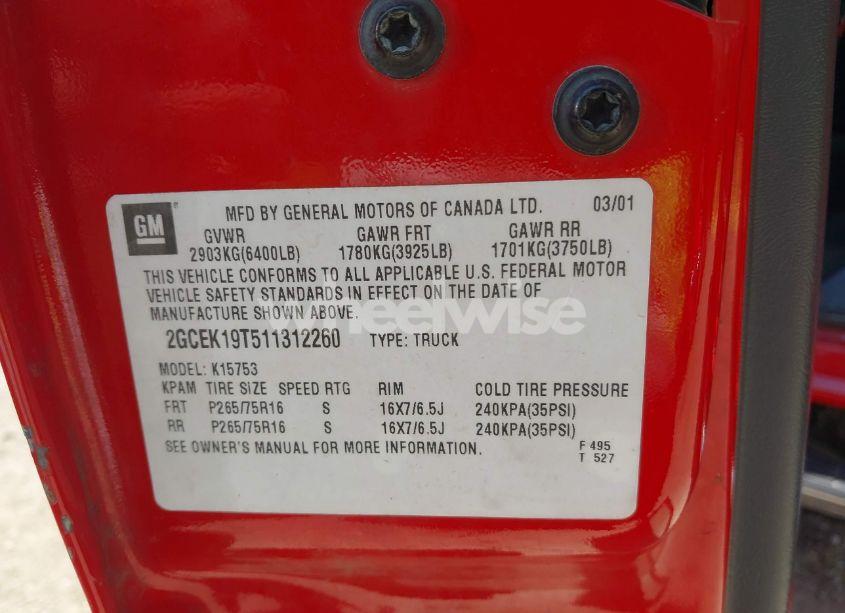 GM
MFD BY GENERAL MOTORS OF CANADA LTD. 03/01
GVWR GAWR FRT GAWR RR
2903KG(6400LB) 1780KG(3925LB) 1701KG(3750LB)
THIS VEHICLE CONFORMS TO ALL APPLICABLE U.S. FEDERAL MOTOR
VEHICLE SAFETY STANDARDS IN EFFECT ON THE DATE OF
MANUFACTURE SHOWN ABOVE.
wheelwise
2GCEK19T511312260 TYPE: TRUCK
MODEL: K15753
KPAM TIRE SIZE SPEED RTG RIM COLD TIRE PRESSURE
FRT P265/75R16 S 16X7/6.5J 240KPA(35PSI)
RR P265/75R16 S 16X7/6.5J 240KPA(35PSI)
SEE OWNER'S MANUAL FOR MORE INFORMATION.
F 495
T 527